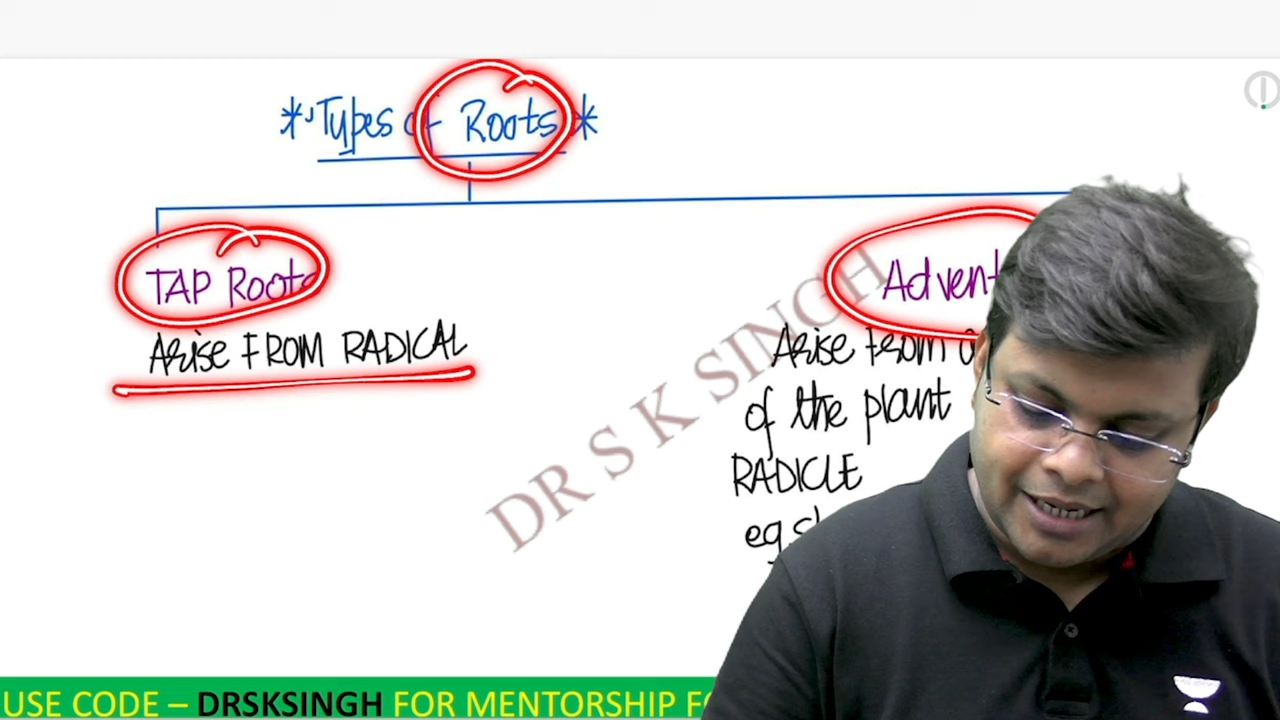 *Types of Roots*
TAP Roots
Arise FROM RADICAL
Advent
Arise From
of the plant
RADICLE
eg
DR S K SINGH
USE CODE – DRSKSINGH FOR MENTORSHIP